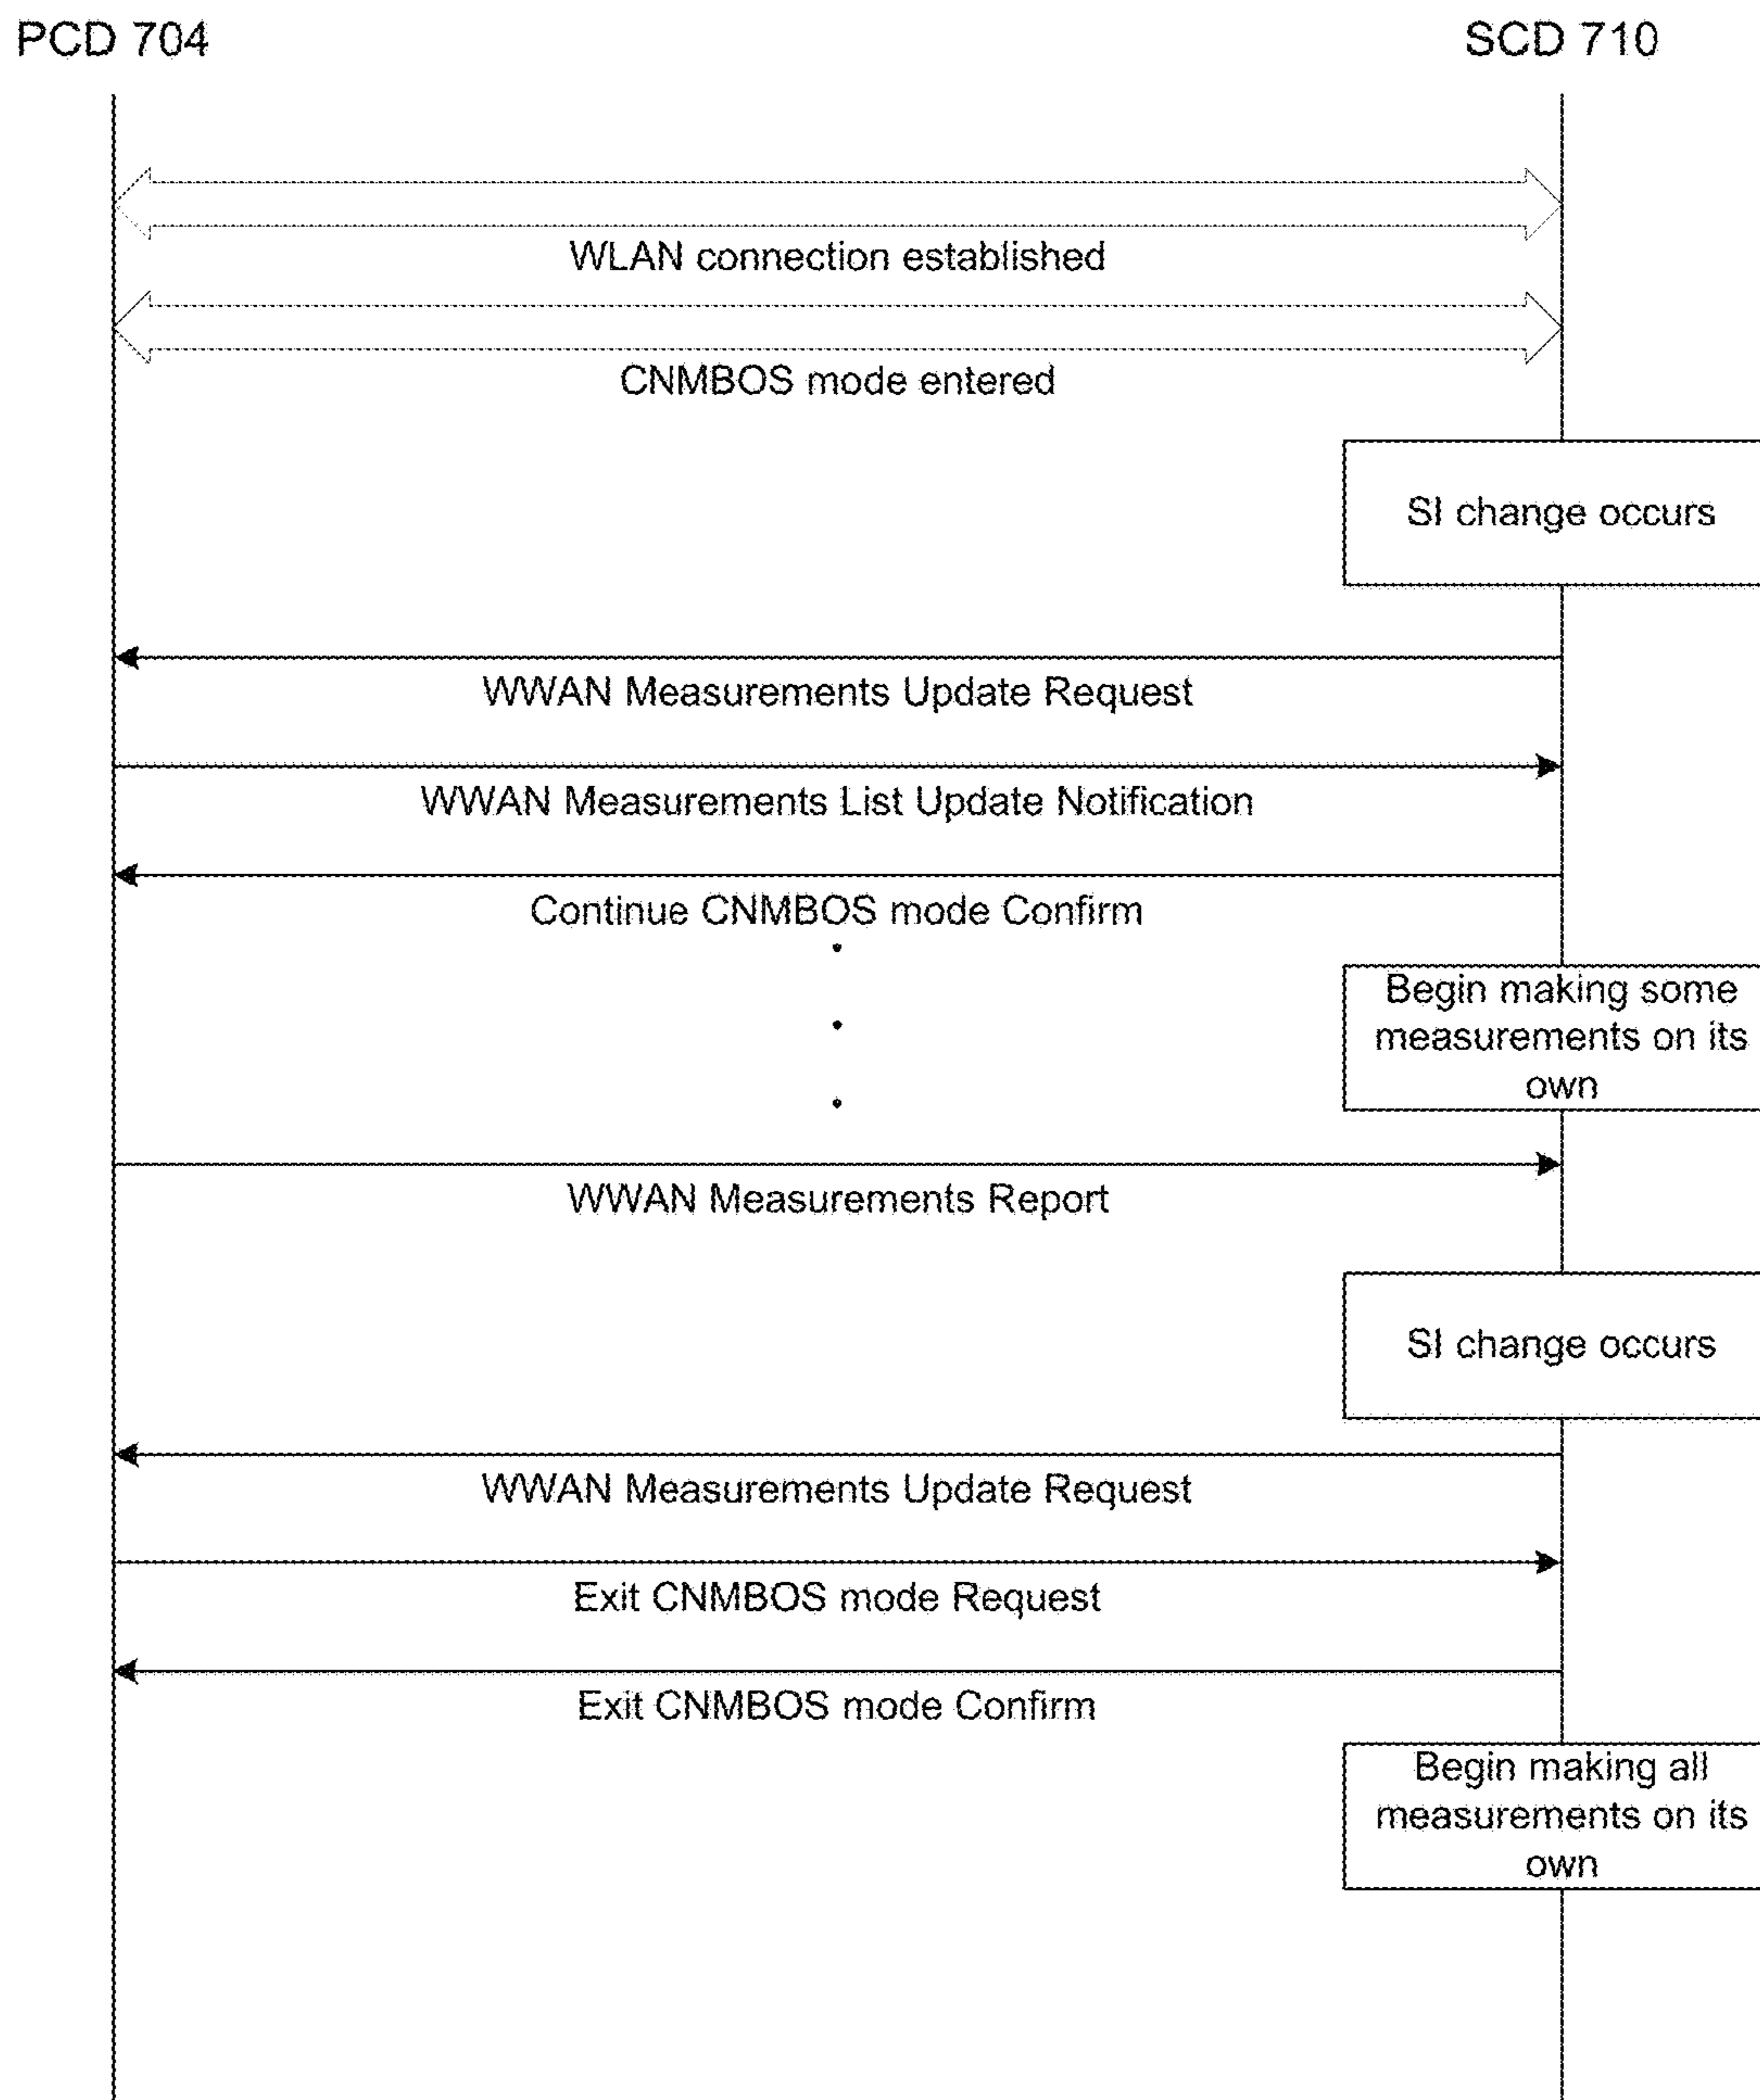 PCD 704
SCD 710
WLAN connection established
CNMBOS mode entered
SI change occurs
WWAN Measurements Update Request
WWAN Measurements List Update Notification
Continue CNMBOS mode Confirm
Begin making some
measurements on its
own
WWAN Measurements Report
SI change occurs
WWAN Measurements Update Request
Exit CNMBOS mode Request
Exit CNMBOS mode Confirm
Begin making all
measurements on its
own